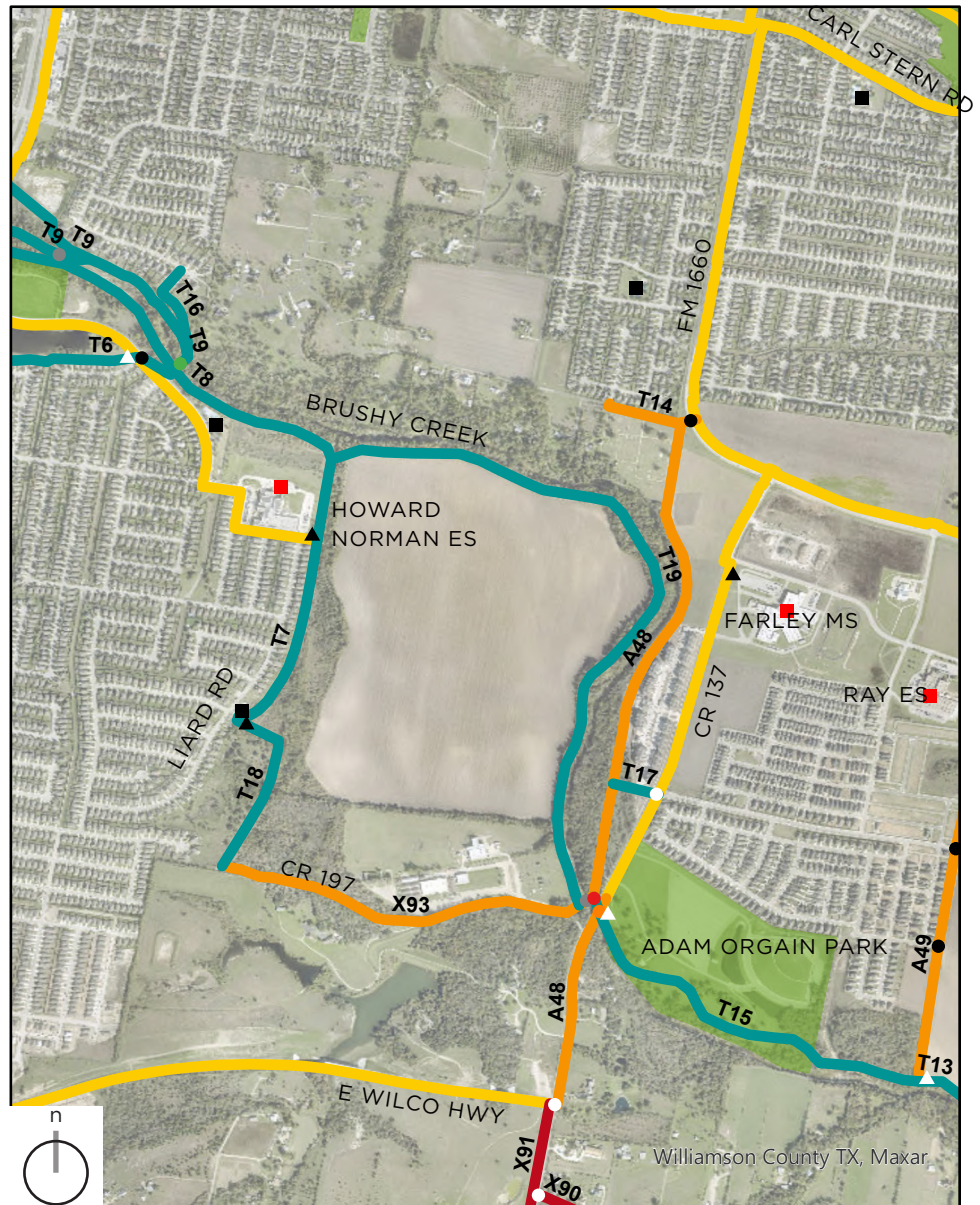 CARL STERN RD
FM 1660
T9
T9
T16
T9
T6
T8
BRUSHY CREEK
T14
HOWARD
NORMAN ES
T19
FARLEY MS
T7
A48
RAY ES
LIARD RD
CR 137
T18
T17
CR 197
X93
ADAM ORGAIN PARK
A49
A48
T15
T13
E WILCO HWY
n
X91
Williamson County TX, Maxar
X90